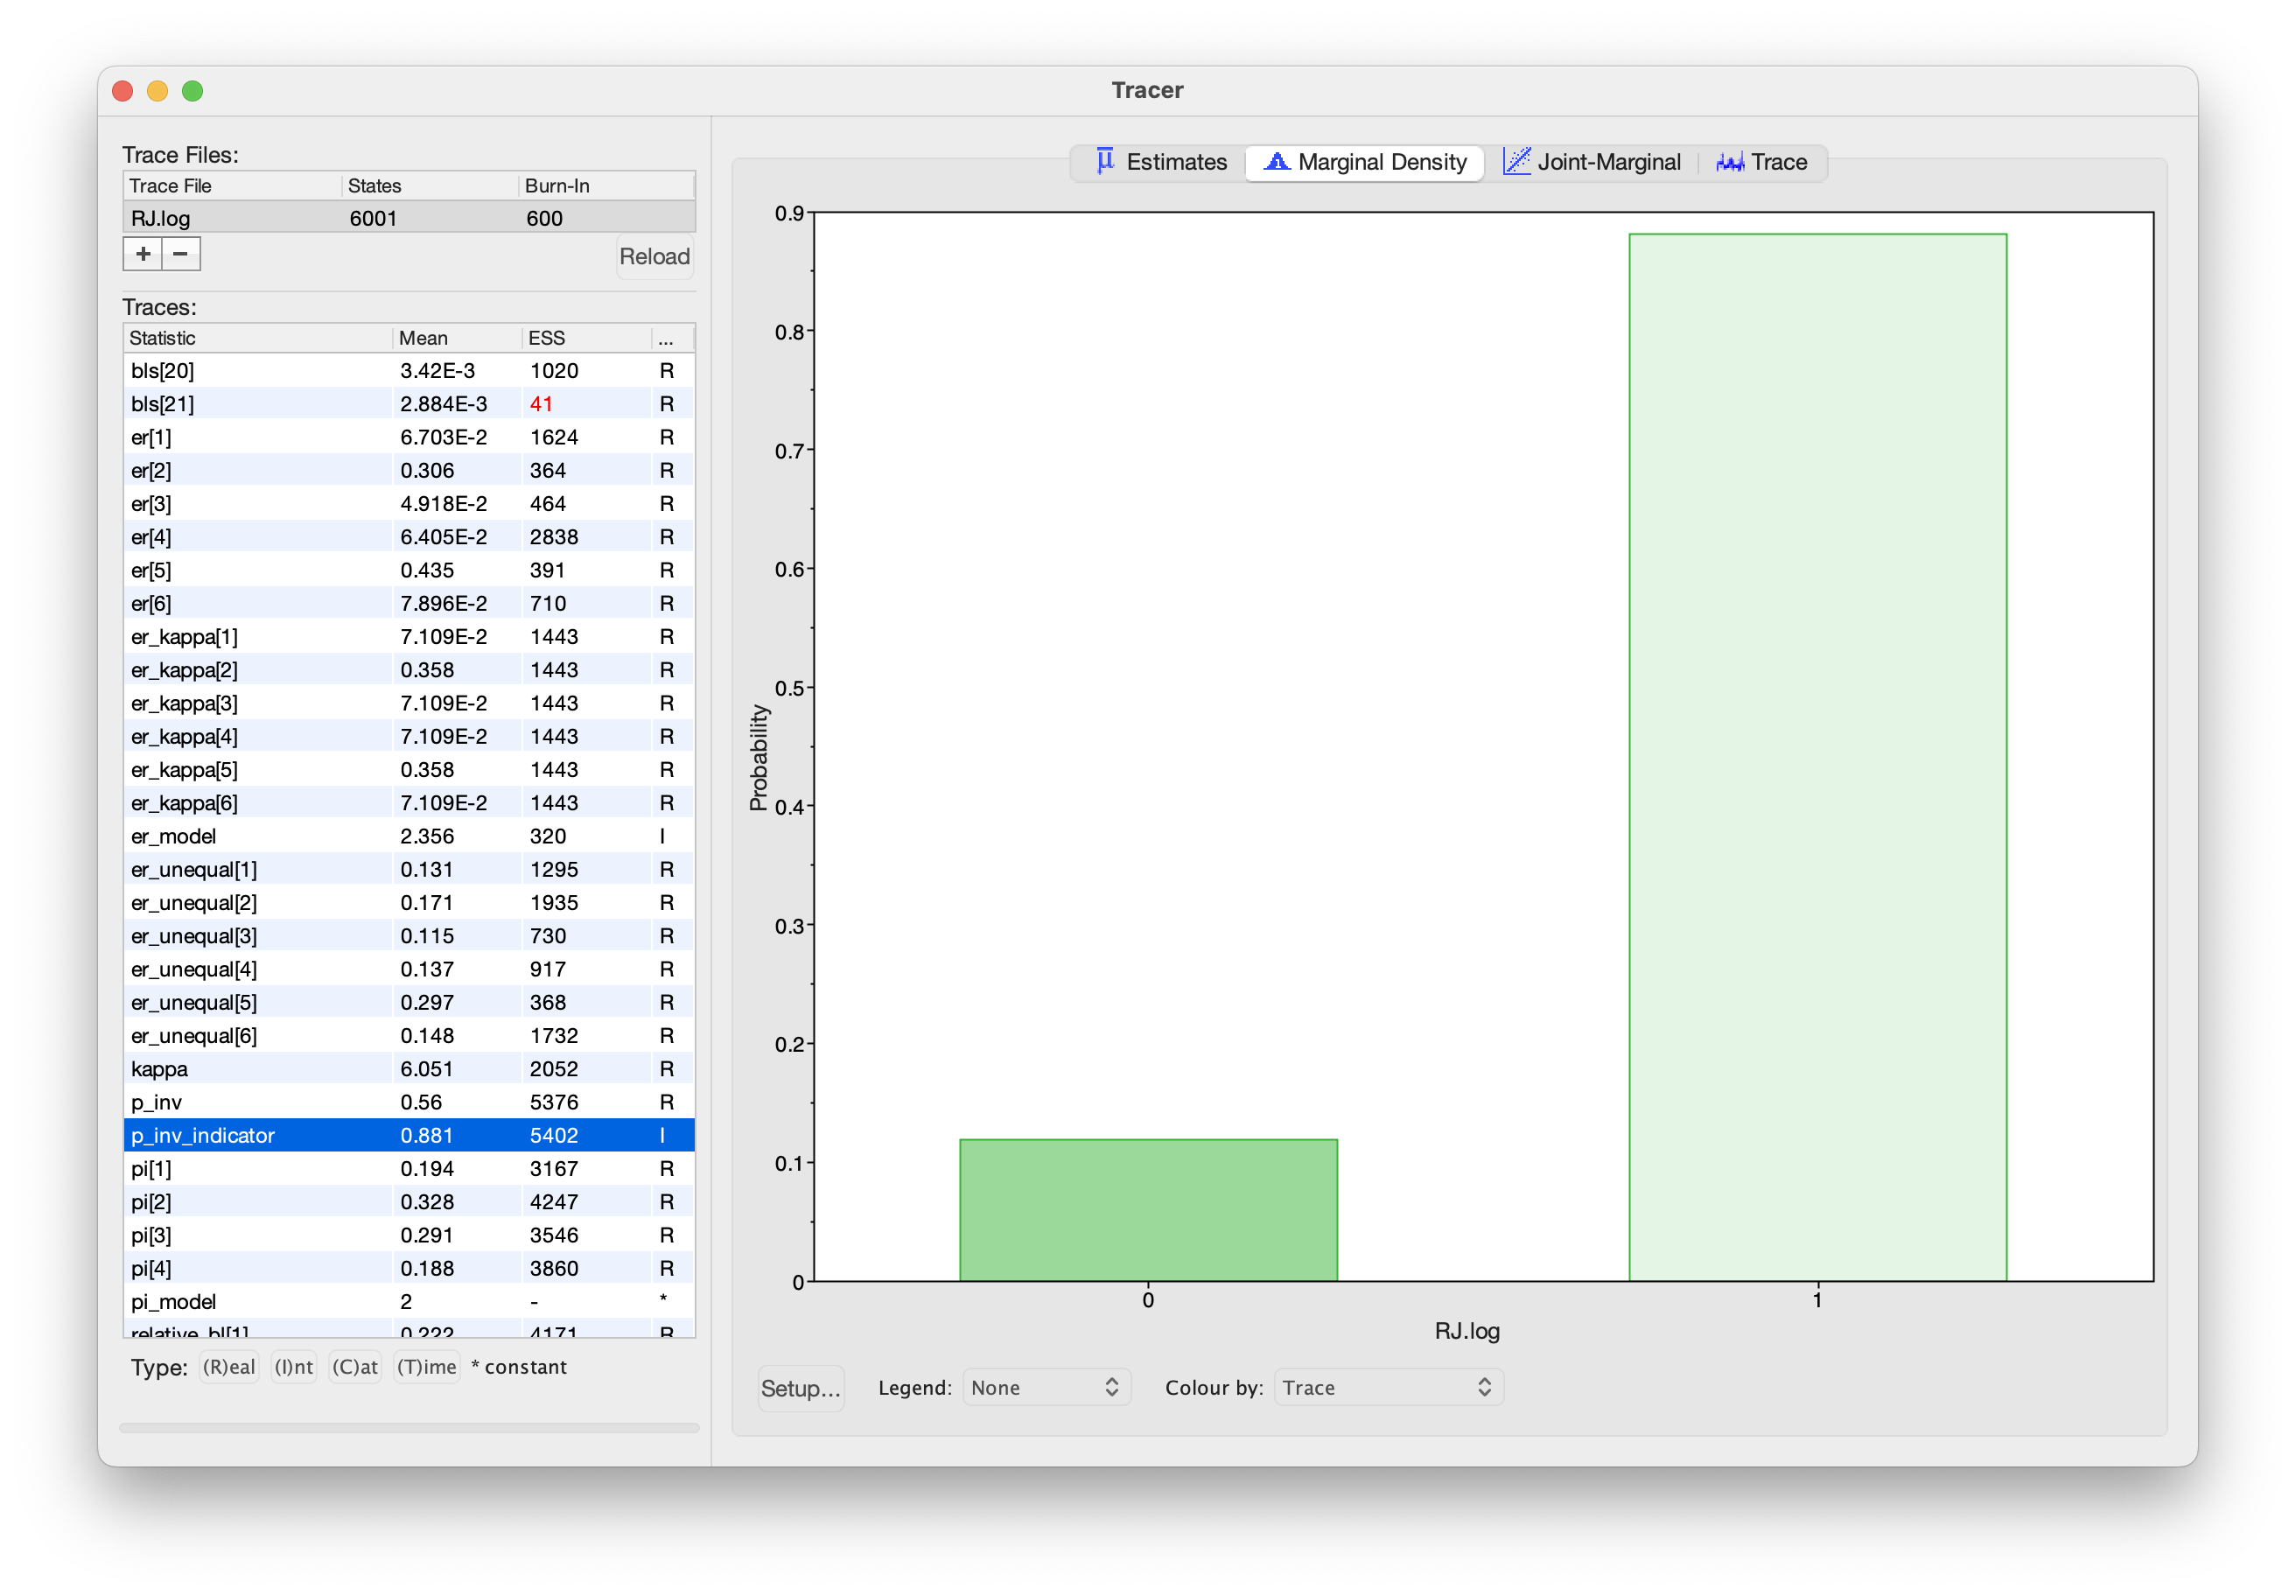 Tracer
Trace Files:
Trace File States Burn-In
RJ.log 6001 600
+ − Reload
Traces:
Statistic Mean ESS ...
bls[20] 3.42E-3 1020 R
bls[21] 2.884E-3 41 R
er[1] 6.703E-2 1624 R
er[2] 0.306 364 R
er[3] 4.918E-2 464 R
er[4] 6.405E-2 2838 R
er[5] 0.435 391 R
er[6] 7.896E-2 710 R
er_kappa[1] 7.109E-2 1443 R
er_kappa[2] 0.358 1443 R
er_kappa[3] 7.109E-2 1443 R
er_kappa[4] 7.109E-2 1443 R
er_kappa[5] 0.358 1443 R
er_kappa[6] 7.109E-2 1443 R
er_model 2.356 320 I
er_unequal[1] 0.131 1295 R
er_unequal[2] 0.171 1935 R
er_unequal[3] 0.115 730 R
er_unequal[4] 0.137 917 R
er_unequal[5] 0.297 368 R
er_unequal[6] 0.148 1732 R
kappa 6.051 2052 R
p_inv 0.56 5376 R
p_inv_indicator 0.881 5402 I
pi[1] 0.194 3167 R
pi[2] 0.328 4247 R
pi[3] 0.291 3546 R
pi[4] 0.188 3860 R
pi_model 2 - *
relative_bl[1] 0.222 4171 R
Type: (R)eal (I)nt (C)at (T)ime * constant
Estimates Marginal Density Joint-Marginal Trace
0.9
0.8
0.7
0.6
0.5
0.4
0.3
0.2
0.1
0
Probability
0 1
RJ.log
Setup... Legend: None Colour by: Trace